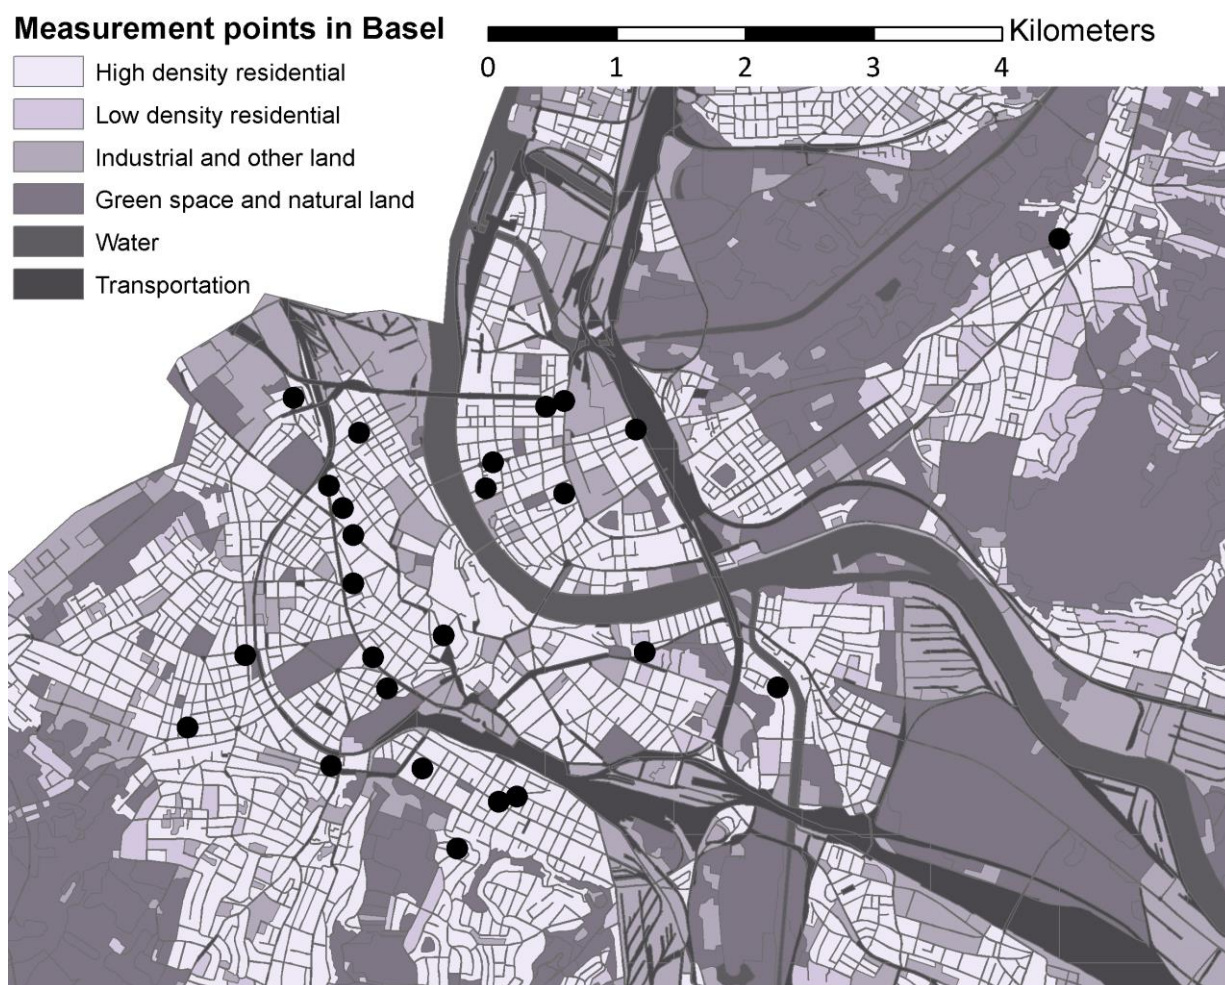 Measurement points in Basel
High density residential
Low density residential
Industrial and other land
Green space and natural land
Water
Transportation
Kilometers
0 1 2 3 4